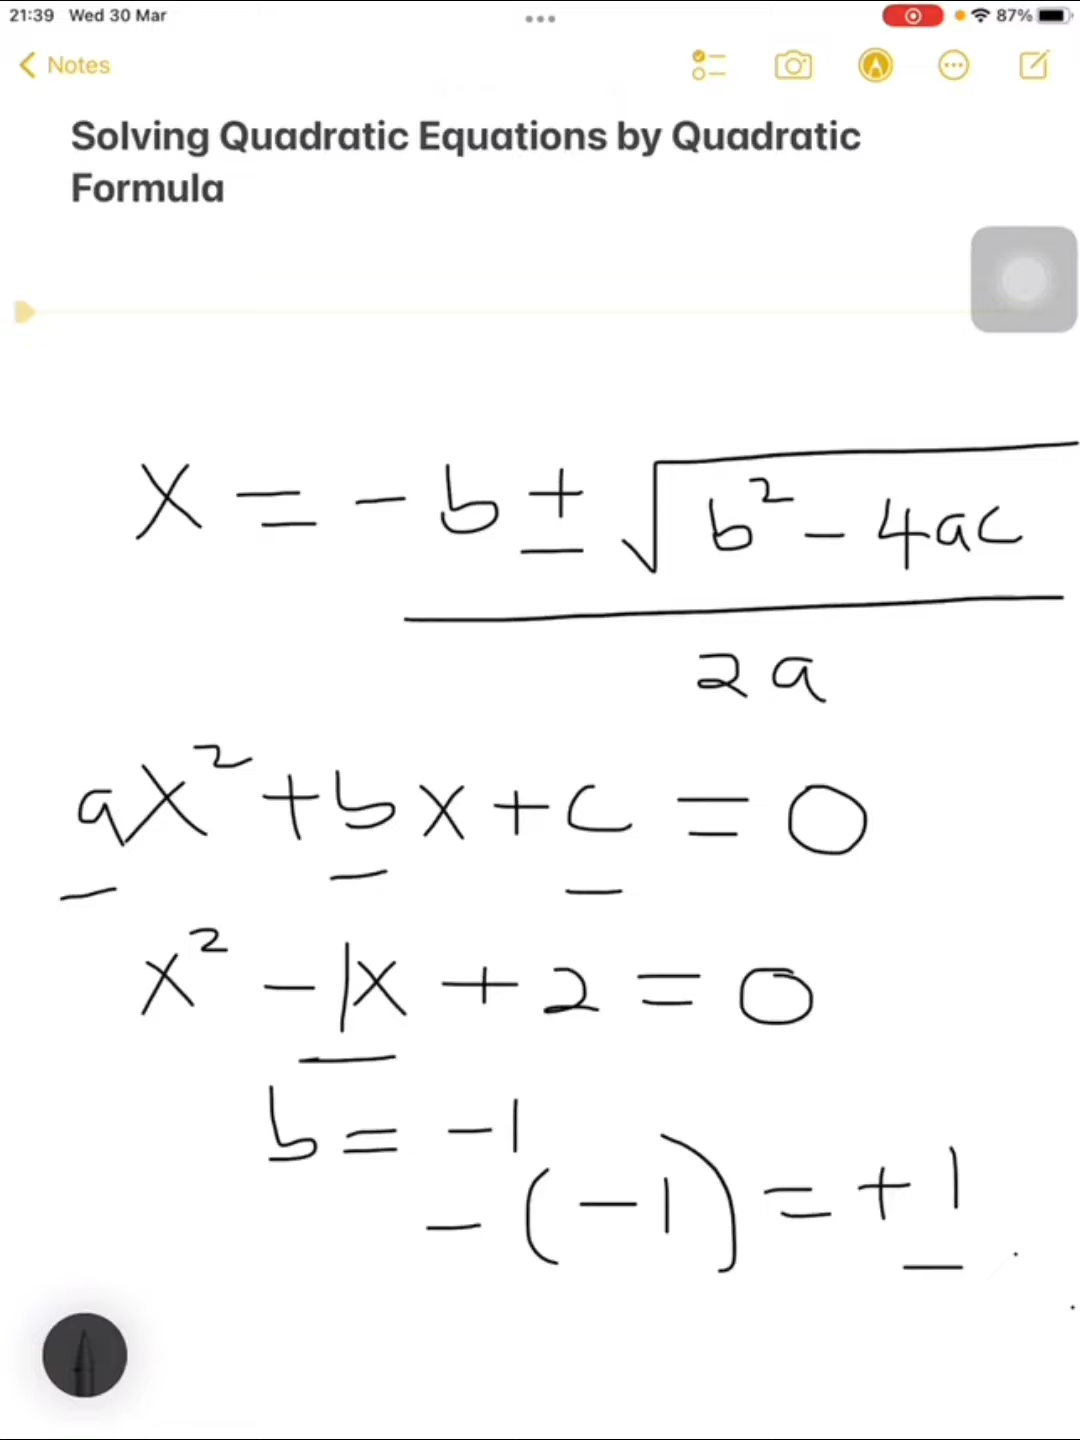 21:39 Wed 30 Mar
87%
Notes
Solving Quadratic Equations by Quadratic
Formula
x = -b ± √b² - 4ac
2a
ax² + bx + c = 0
x² - 1x + 2 = 0
b = -1
-(-1) = +1